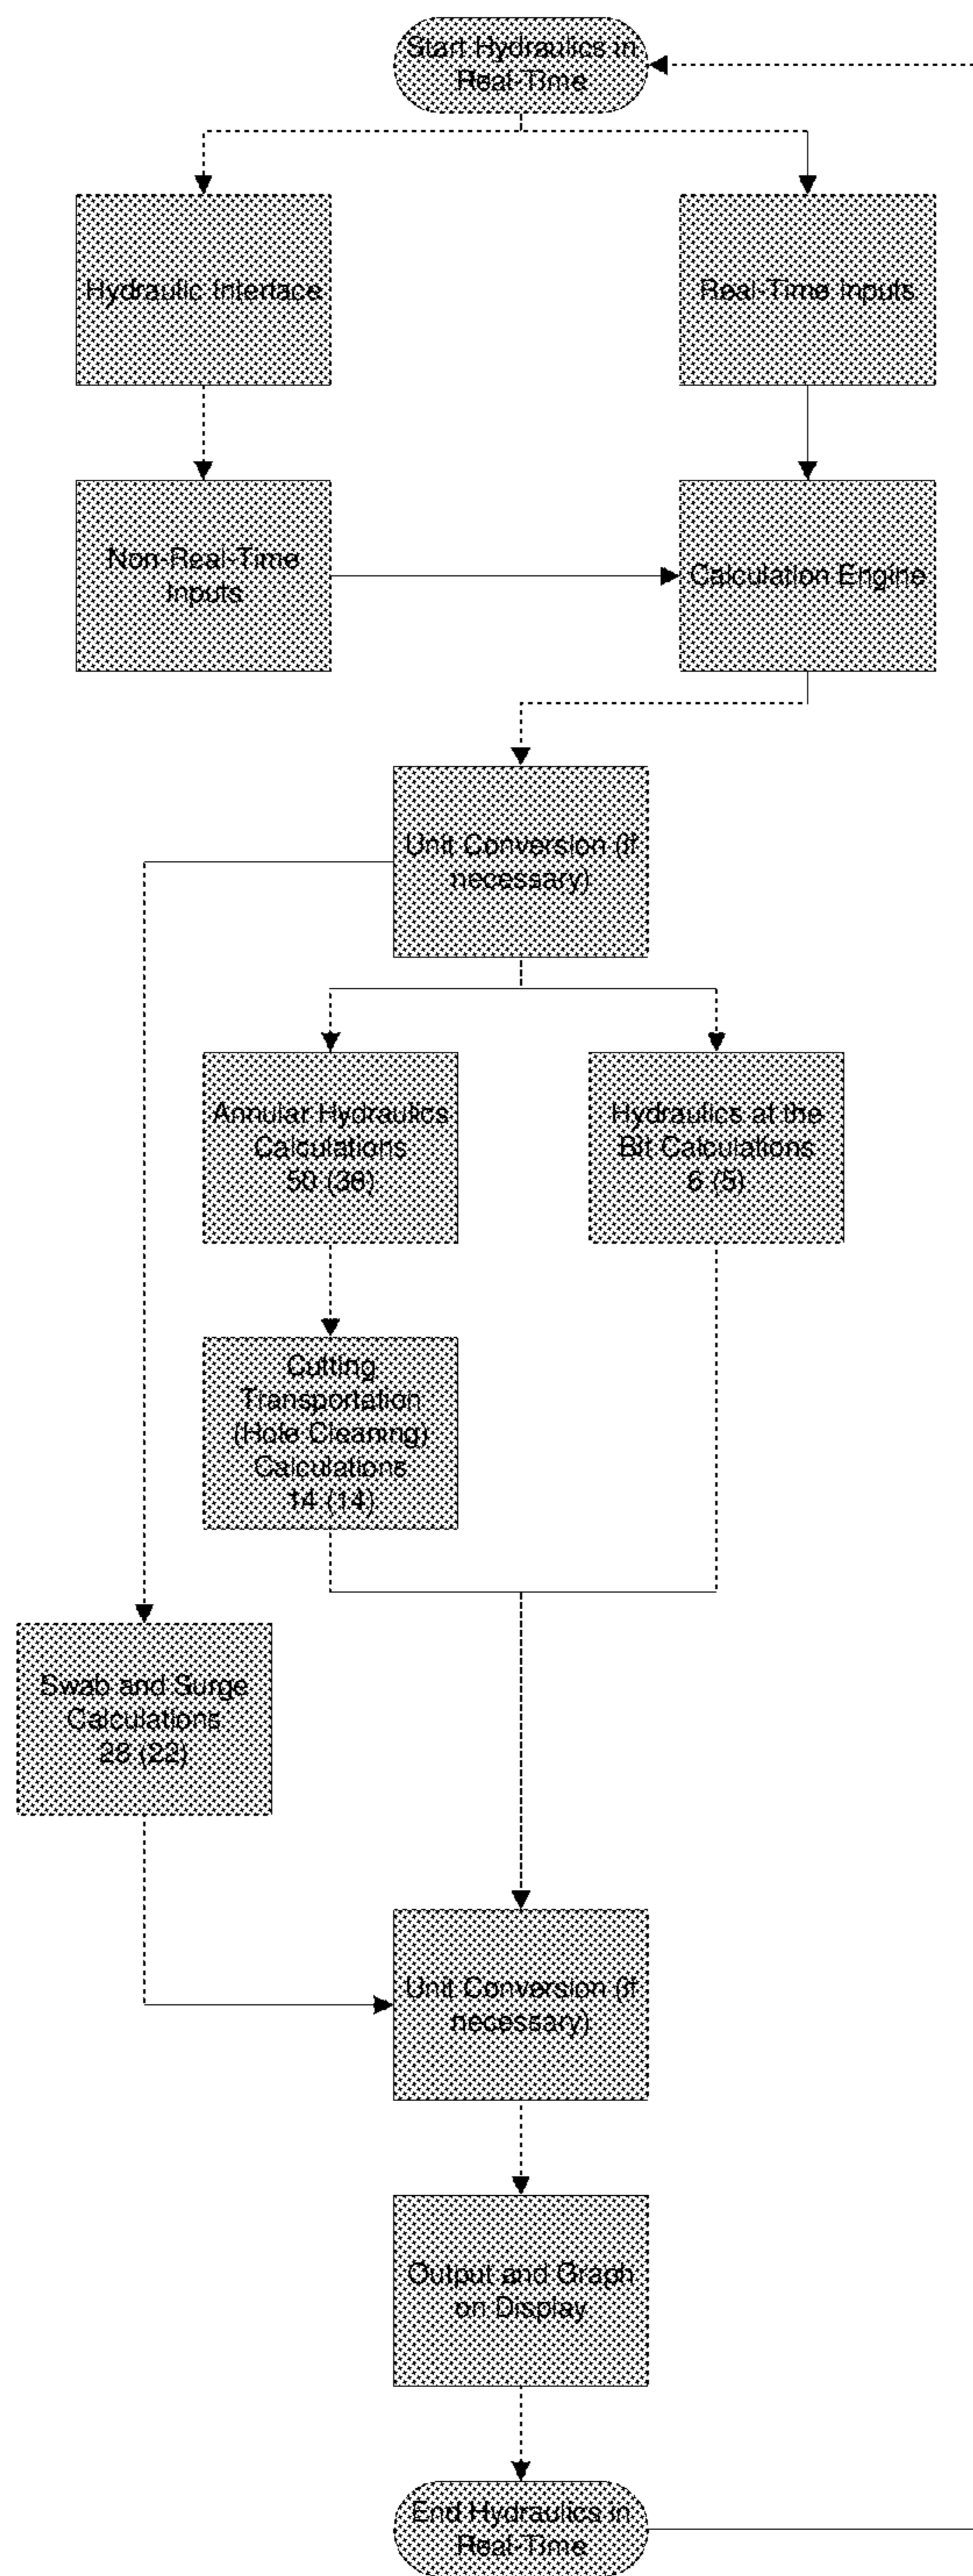 Start Hydraulics in
Real-Time
Hydraulic Interface
Real-Time Inputs
Non-Real-Time
Inputs
Calculation Engine
Unit Conversion (if
necessary)
Annular Hydraulics
Calculations
50 (36)
Hydraulics at the
Bit Calculations
6 (5)
Cutting
Transportation
(Hole Cleaning)
Calculations
14 (14)
Swab and Surge
Calculations
28 (22)
Unit Conversion (if
necessary)
Output and Graph
on Display
End Hydraulics in
Real-Time